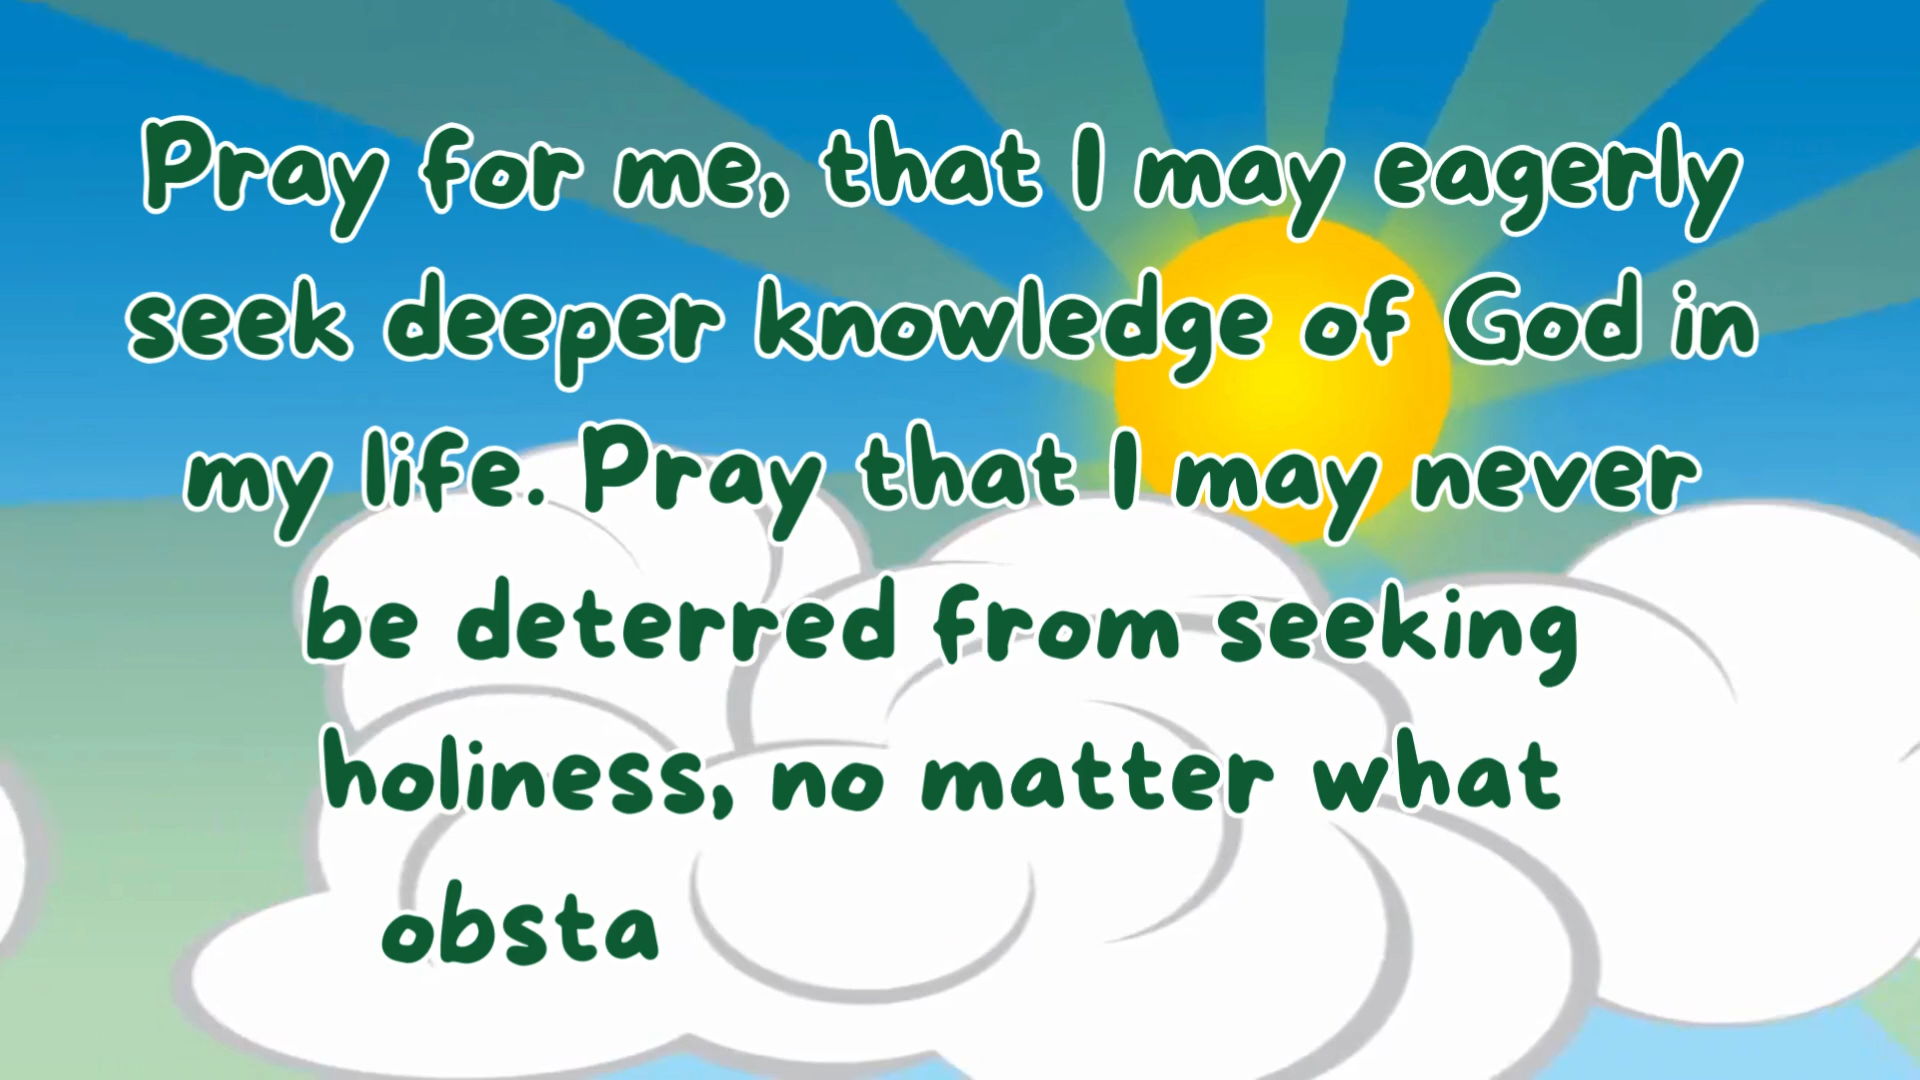 Pray for me, that I may eagerly
seek deeper knowledge of God in
my life. Pray that I may never
be deterred from seeking
holiness, no matter what
obsta